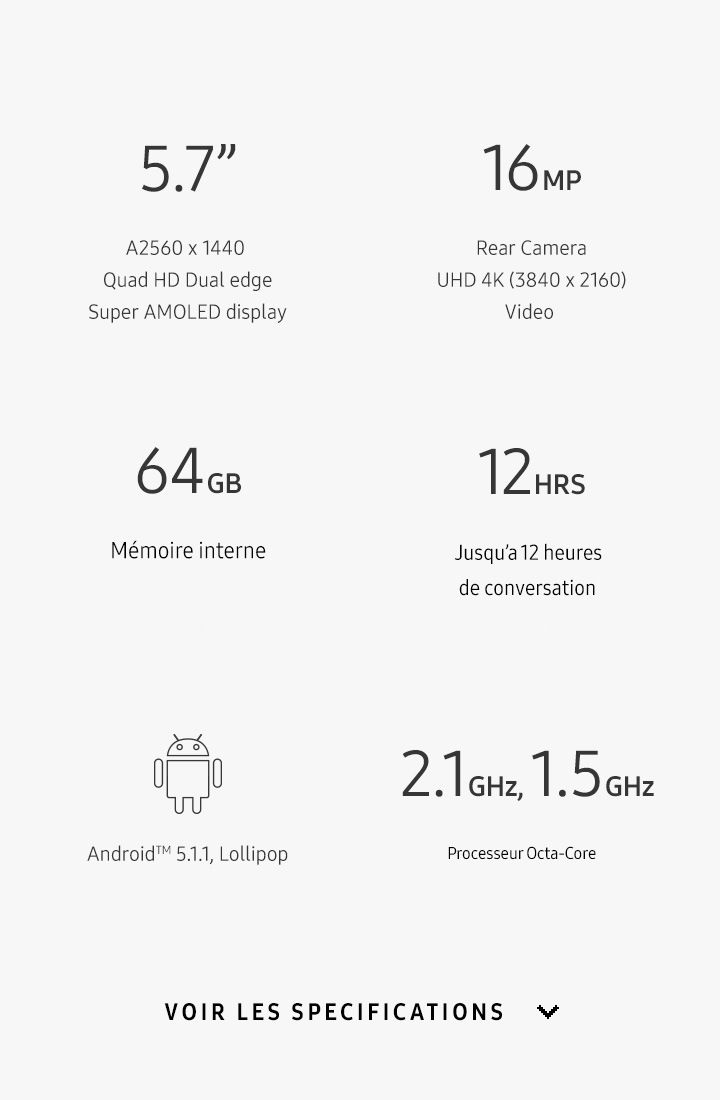 5.7”
A2560 x 1440
Quad HD Dual edge
Super AMOLED display
16MP
Rear Camera
UHD 4K (3840 x 2160)
Video
64GB
Mémoire interne
12HRS
Jusqu’a 12 heures
de conversation
Android™ 5.1.1, Lollipop
2.1GHz, 1.5GHz
Processeur Octa-Core
VOIR LES SPECIFICATIONS